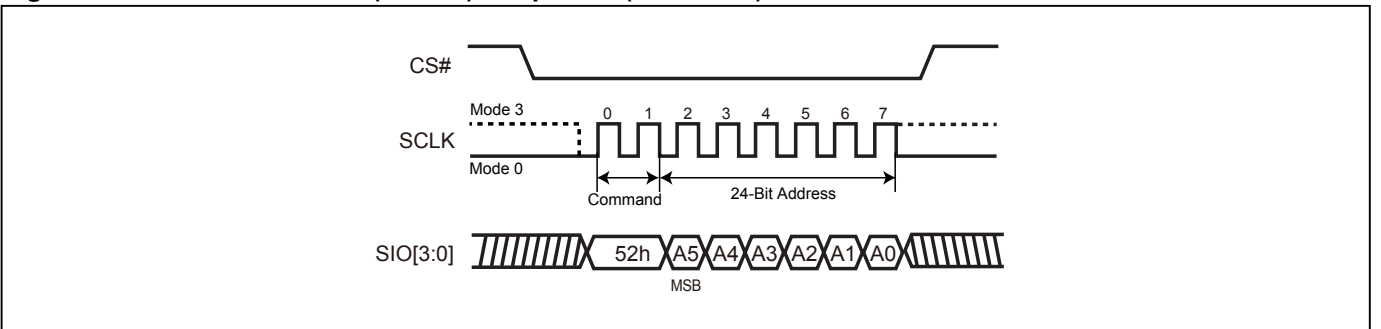 CS#
Mode 3
0 1 2 3 4 5 6 7
SCLK
Mode 0
Command
24-Bit Address
SIO[3:0]
52h A5 A4 A3 A2 A1 A0
MSB